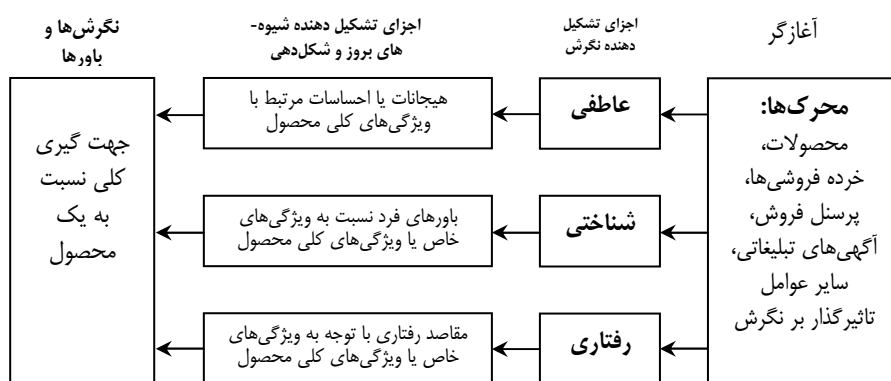 آغازگر
اجزای تشکیل
دهنده نگرش
اجزای تشکیل دهنده شیوه-
های بروز و شکل‌دهی
نگرش‌ها و
باورها
محرک‌ها:
محصولات،
خرده فروشی‌ها،
پرسنل فروش،
آگهی‌های تبلیغاتی،
سایر عوامل
تاثیرگذار بر نگرش
عاطفی
هیجانات یا احساسات مرتبط با
ویژگی‌های کلی محصول
شناختی
باورهای فرد نسبت به ویژگی‌های
خاص یا ویژگی‌های کلی محصول
رفتاری
مقاصد رفتاری با توجه به ویژگی‌های
خاص یا ویژگی‌های کلی محصول
جهت گیری
کلی نسبت
به یک
محصول